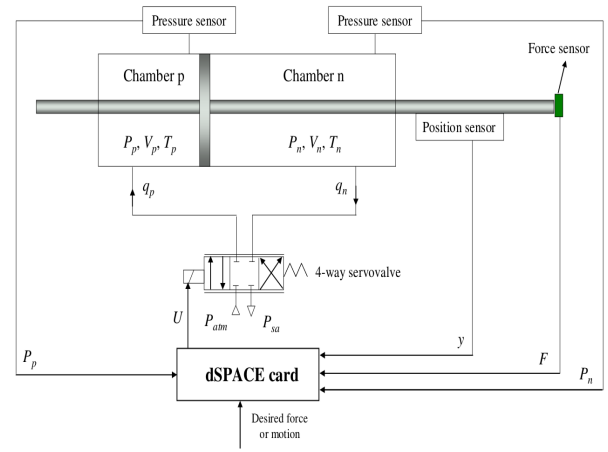 Pressure sensor
Pressure sensor
Force sensor
Chamber p
Chamber n
Position sensor
Pp, Vp, Tp
Pn, Vn, Tn
qp
qn
4-way servovalve
U
Patm
Psa
y
Pp
F
Pn
dSPACE card
Desired force
or motion